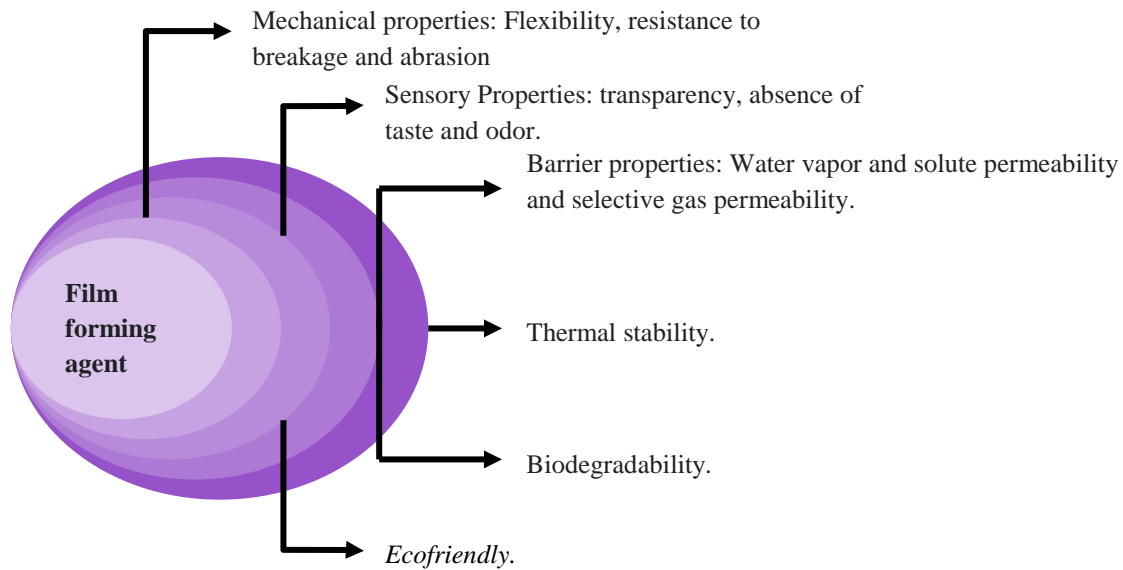 Mechanical properties: Flexibility, resistance to
breakage and abrasion
Sensory Properties: transparency, absence of
taste and odor.
Barrier properties: Water vapor and solute permeability
and selective gas permeability.
Film
forming
agent
Thermal stability.
Biodegradability.
Ecofriendly.